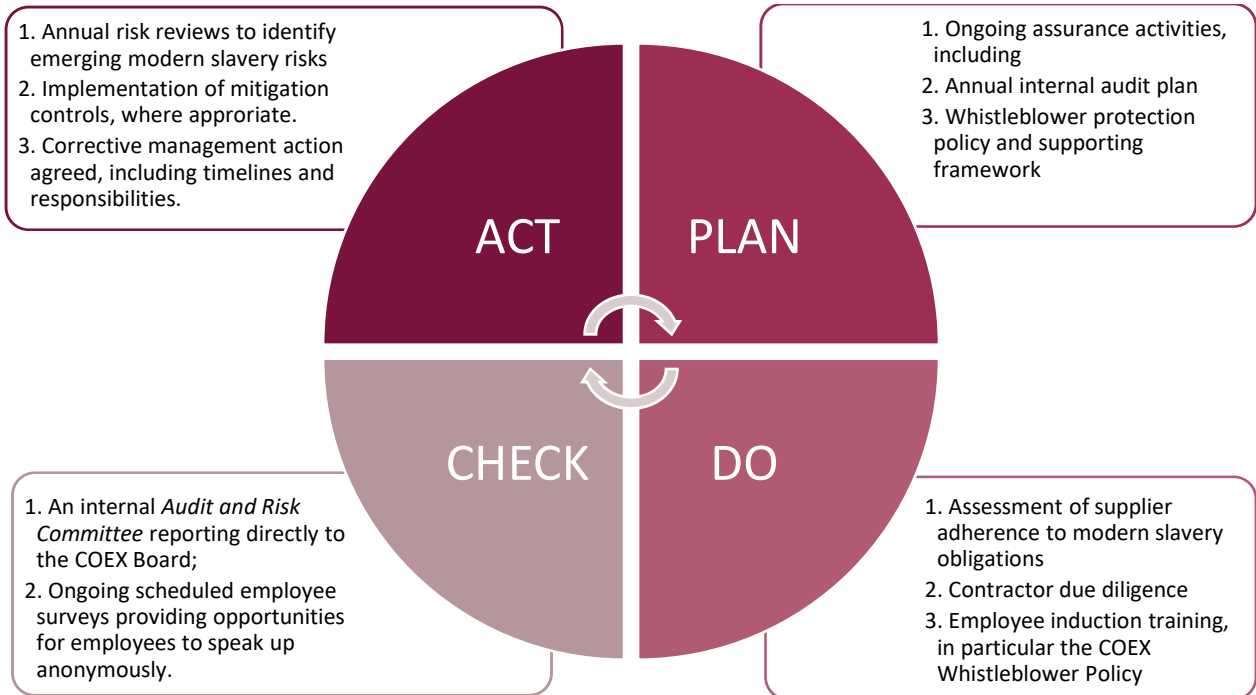 1. Annual risk reviews to identify
emerging modern slavery risks
2. Implementation of mitigation
controls, where approriate.
3. Corrective management action
agreed, including timelines and
responsibilities.
1. Ongoing assurance activities,
including
2. Annual internal audit plan
3. Whistleblower protection
policy and supporting
framework
ACT
PLAN
CHECK
DO
1. An internal Audit and Risk
Committee reporting directly to
the COEX Board;
2. Ongoing scheduled employee
surveys providing opportunities
for employees to speak up
anonymously.
1. Assessment of supplier
adherence to modern slavery
obligations
2. Contractor due diligence
3. Employee induction training,
in particular the COEX
Whistleblower Policy